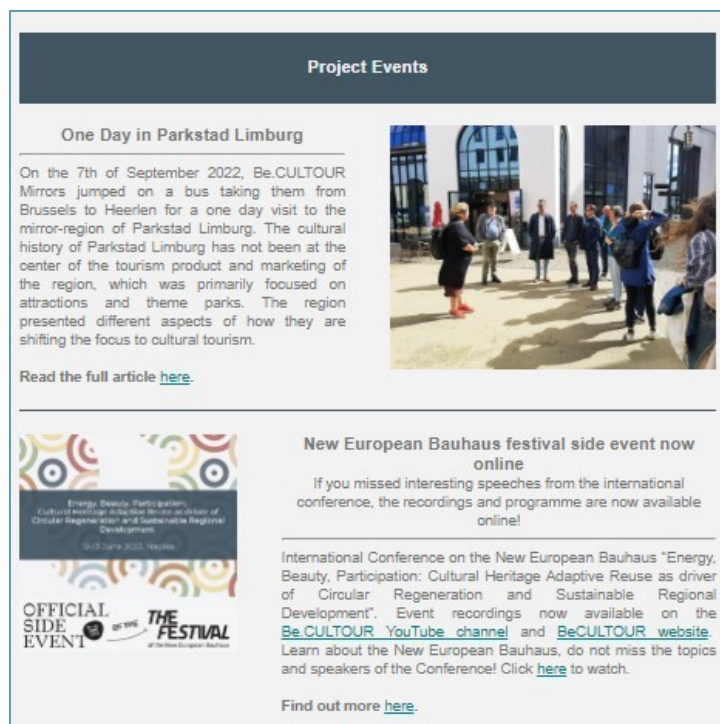 Project Events
One Day in Parkstad Limburg
On the 7th of September 2022, Be.CULTOUR
Mirrors jumped on a bus taking them from
Brussels to Heerlen for a one day visit to the
mirror-region of Parkstad Limburg. The cultural
history of Parkstad Limburg has not been at the
center of the tourism product and marketing of
the region, which was primarily focused on
attractions and theme parks. The region
presented different aspects of how they are
shifting the focus to cultural tourism.
Read the full article here.
Energy, Beauty, Participation:
Cultural Heritage Adaptive Reuse as driver of
Circular Regeneration and Sustainable Regional
Development
June 2022, Naples
OFFICIAL
SIDE
EVENT
OF THE
THE
FESTIVAL
of the New European Bauhaus
New European Bauhaus festival side event now
online
If you missed interesting speeches from the international
conference, the recordings and programme are now available
online!
International Conference on the New European Bauhaus “Energy,
Beauty, Participation: Cultural Heritage Adaptive Reuse as driver
of Circular Regeneration and Sustainable Regional
Development”. Event recordings now available on the
Be.CULTOUR YouTube channel and BeCULTOUR website.
Learn about the New European Bauhaus, do not miss the topics
and speakers of the Conference! Click here to watch.
Find out more here.